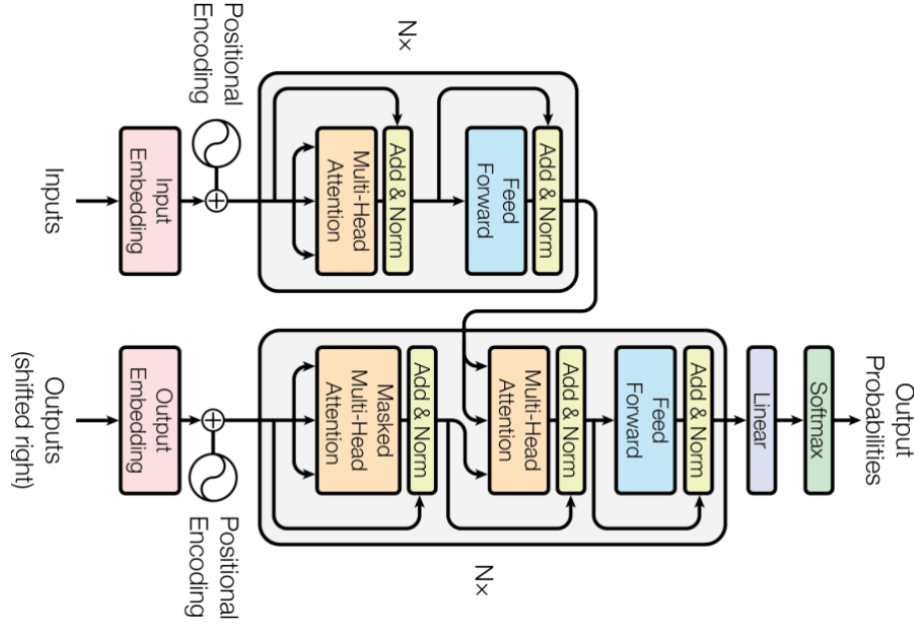 Output
Probabilities
Softmax
Linear
Add & Norm
Feed
Forward
Add & Norm
Multi-Head
Attention
Add & Norm
Masked
Multi-Head
Attention
Nx
Positional
Encoding
Output
Embedding
Outputs
(shifted right)
Add & Norm
Feed
Forward
Add & Norm
Multi-Head
Attention
Nx
Positional
Encoding
Input
Embedding
Inputs